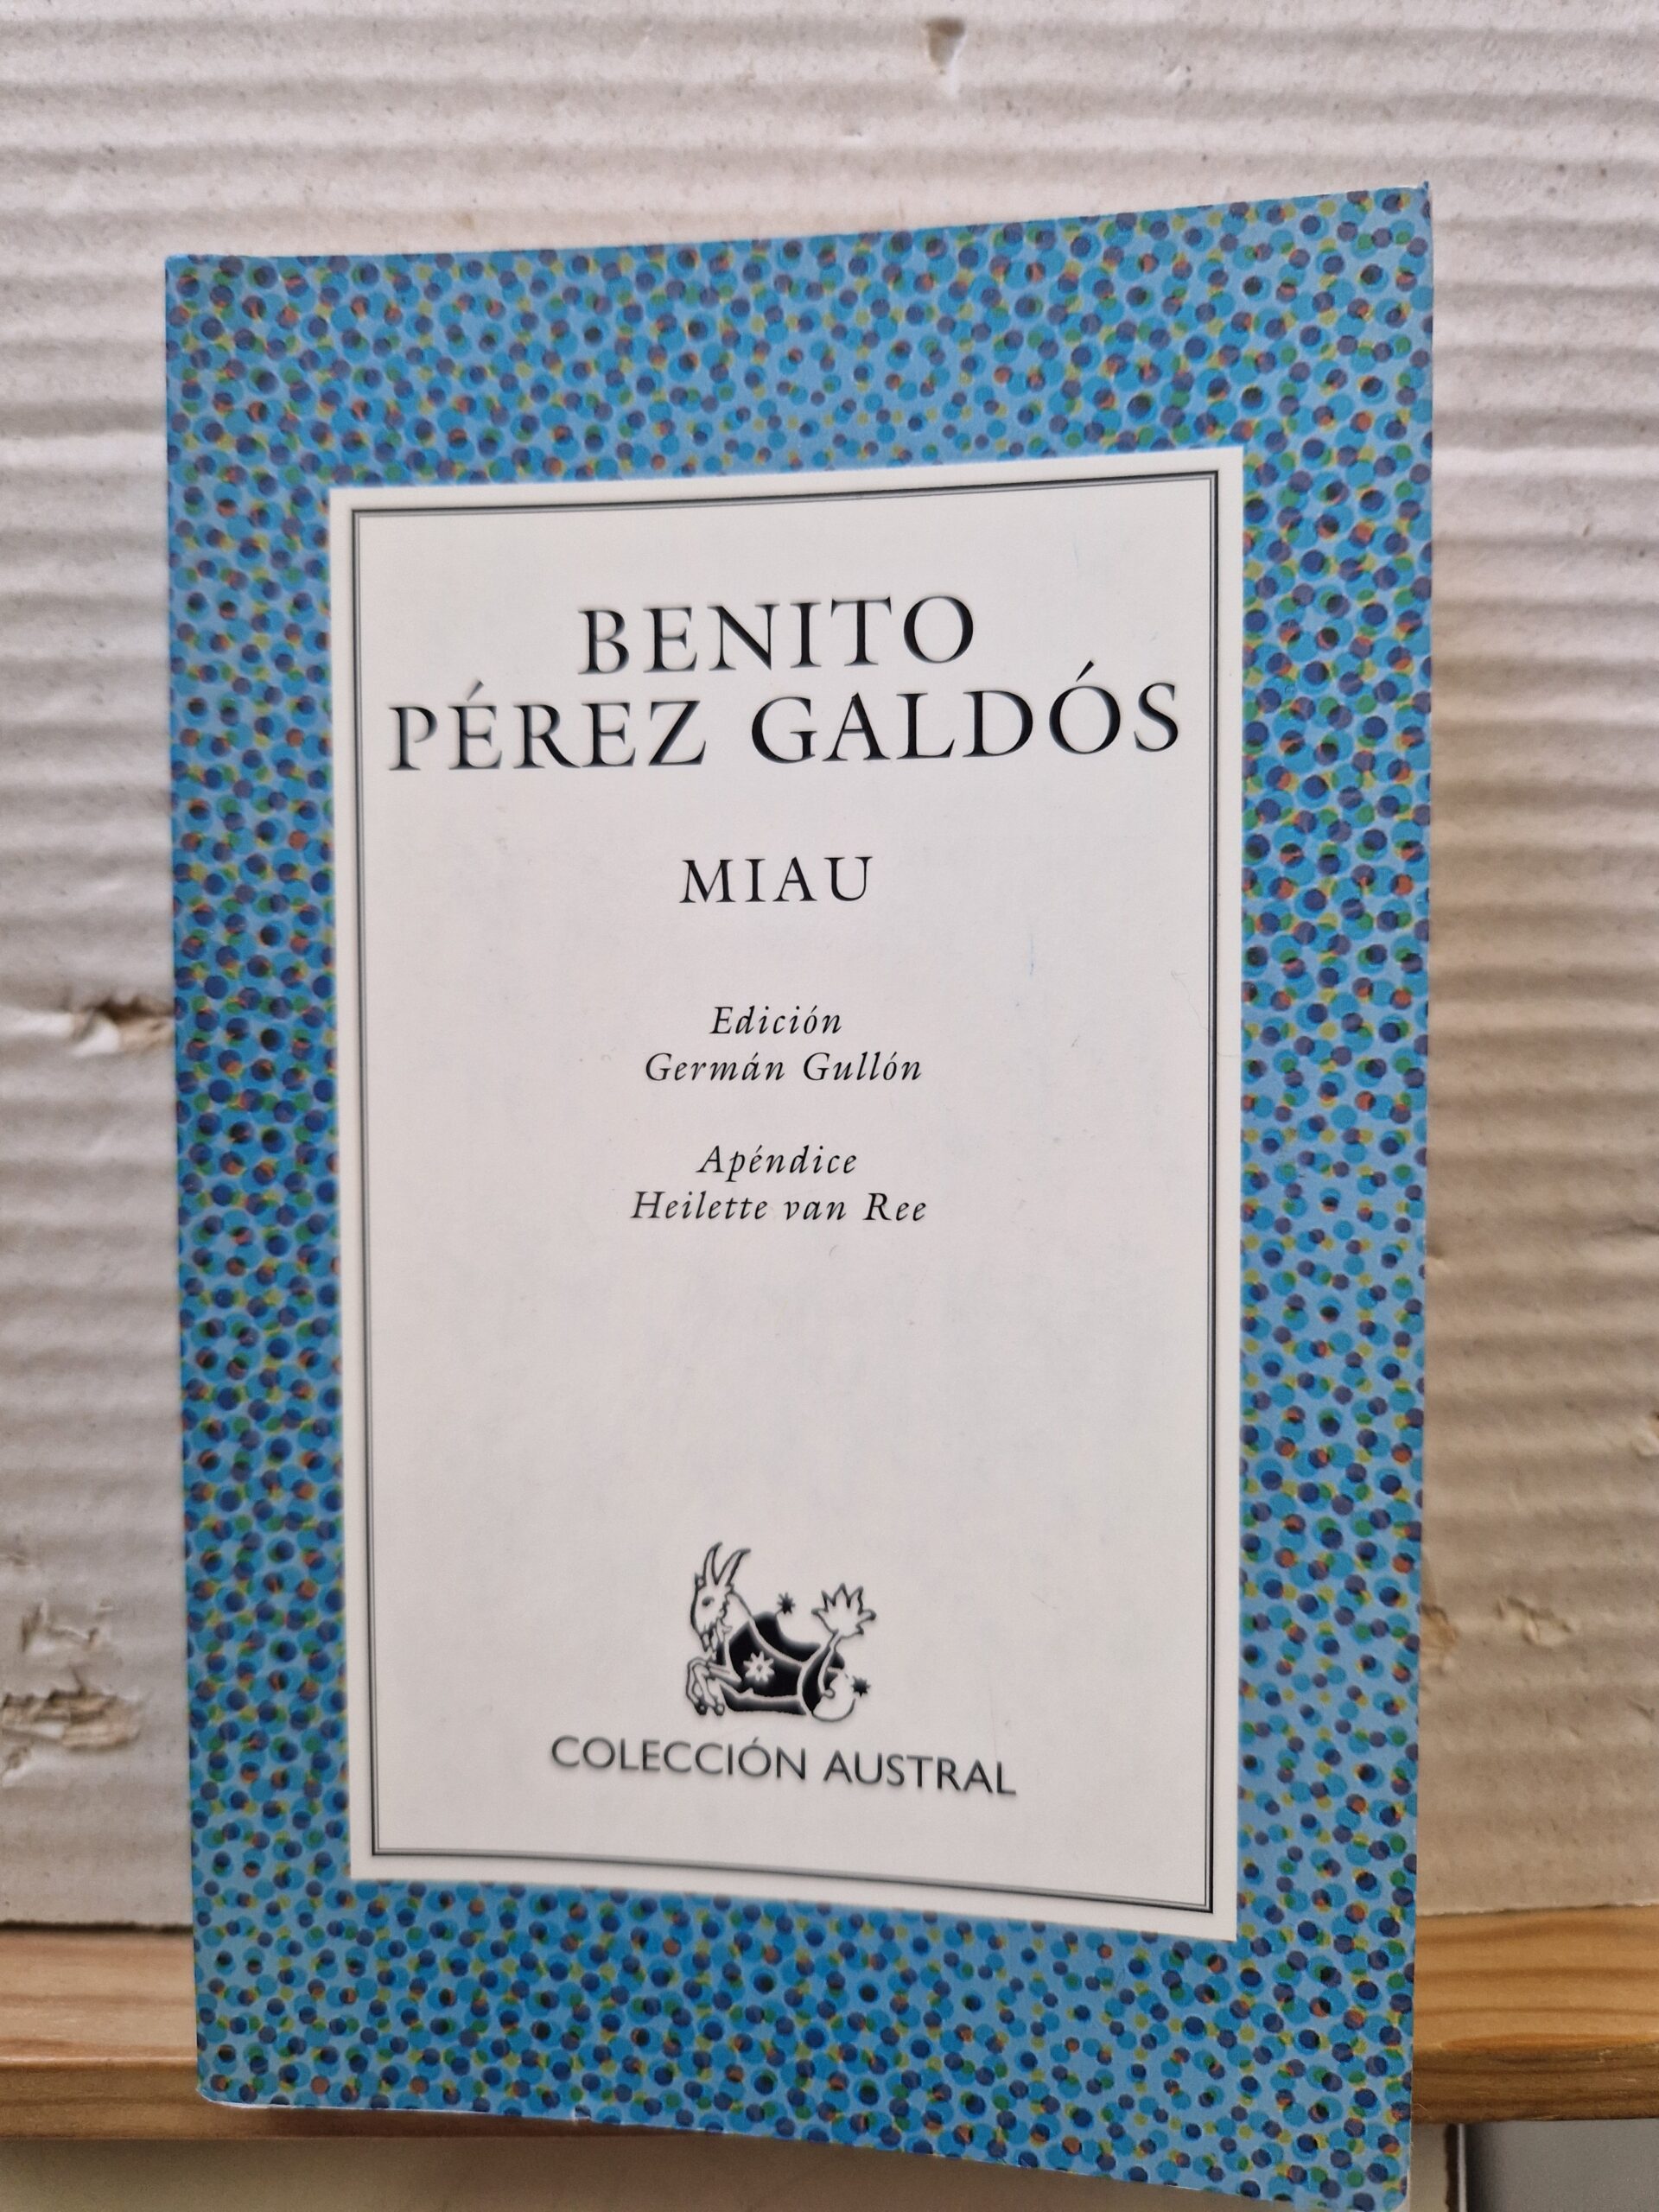 BENITO
PÉREZ GALDÓS
MIAU
Edición
Germán Gullón
Apéndice
Heilette van Ree
COLECCIÓN AUSTRAL